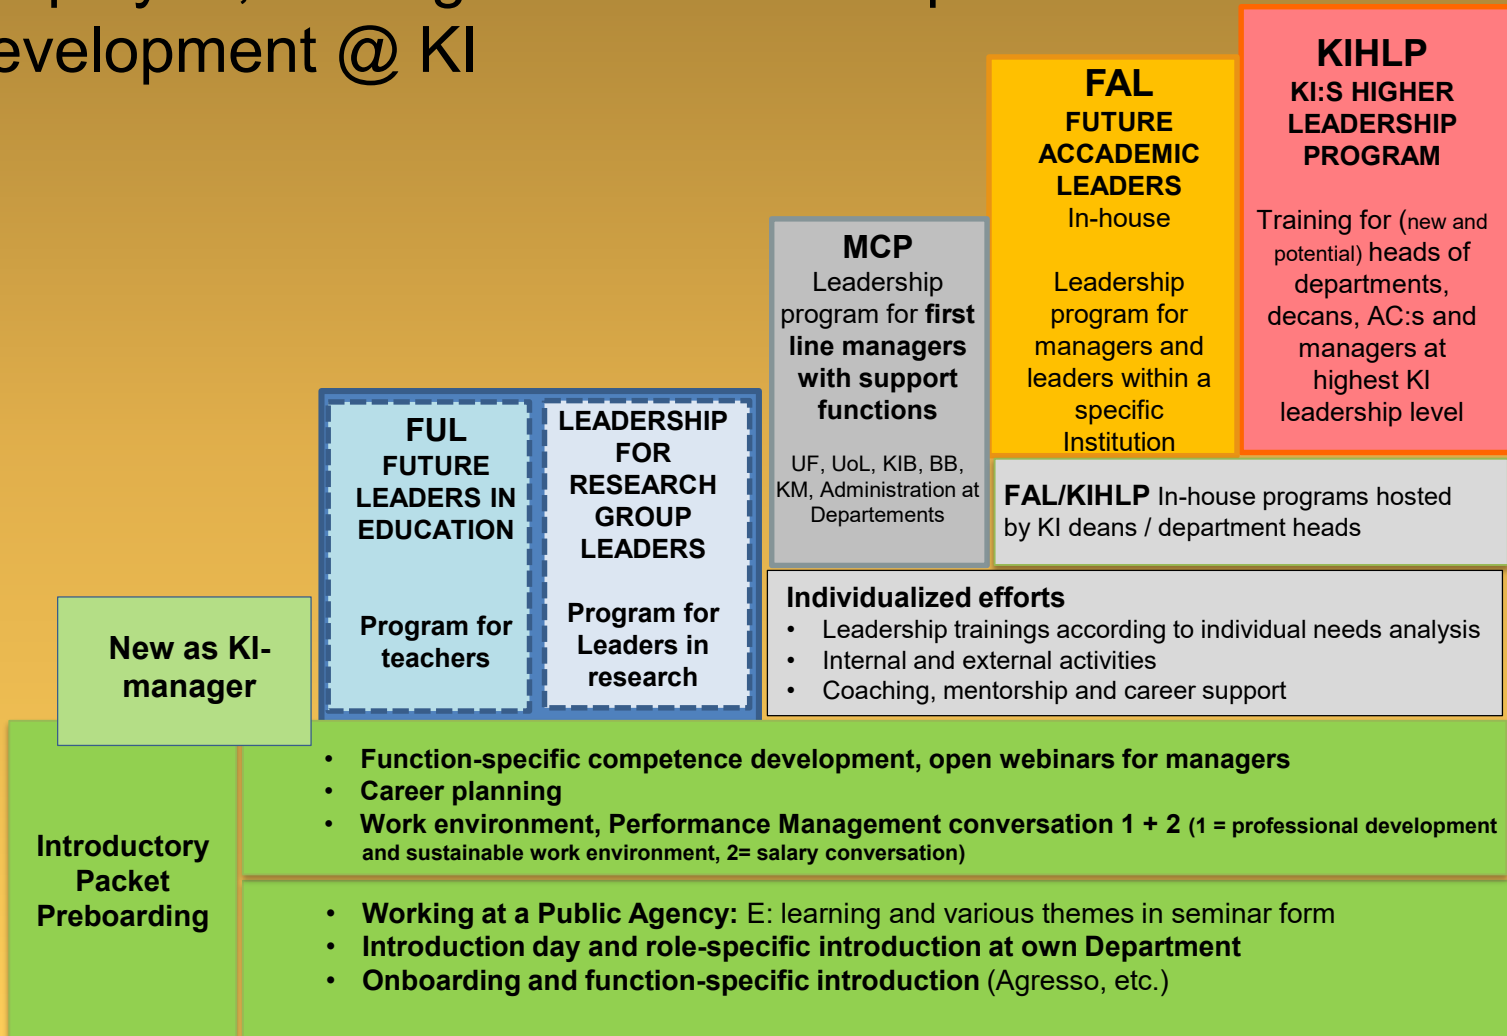 development @ KI
KIHLP
KI:S HIGHER
LEADERSHIP
PROGRAM
Training for (new and
potential) heads of
departments,
decans, AC:s and
managers at
highest KI
leadership level
FAL
FUTURE
ACCADEMIC
LEADERS
In-house
Leadership
program for
managers and
leaders within a
specific
Institution
MCP
Leadership
program for first
line managers
with support
functions
UF, UoL, KIB, BB,
KM, Administration at
Departements
FAL/KIHLP In-house programs hosted
by KI deans / department heads
FUL
FUTURE
LEADERS IN
EDUCATION
Program for
teachers
LEADERSHIP
FOR
RESEARCH
GROUP
LEADERS
Program for
Leaders in
research
Individualized efforts
• Leadership trainings according to individual needs analysis
• Internal and external activities
• Coaching, mentorship and career support
New as KI-
manager
Introductory
Packet
Preboarding
• Function-specific competence development, open webinars for managers
• Career planning
• Work environment, Performance Management conversation 1 + 2 (1 = professional development
and sustainable work environment, 2= salary conversation)
• Working at a Public Agency: E: learning and various themes in seminar form
• Introduction day and role-specific introduction at own Department
• Onboarding and function-specific introduction (Agresso, etc.)